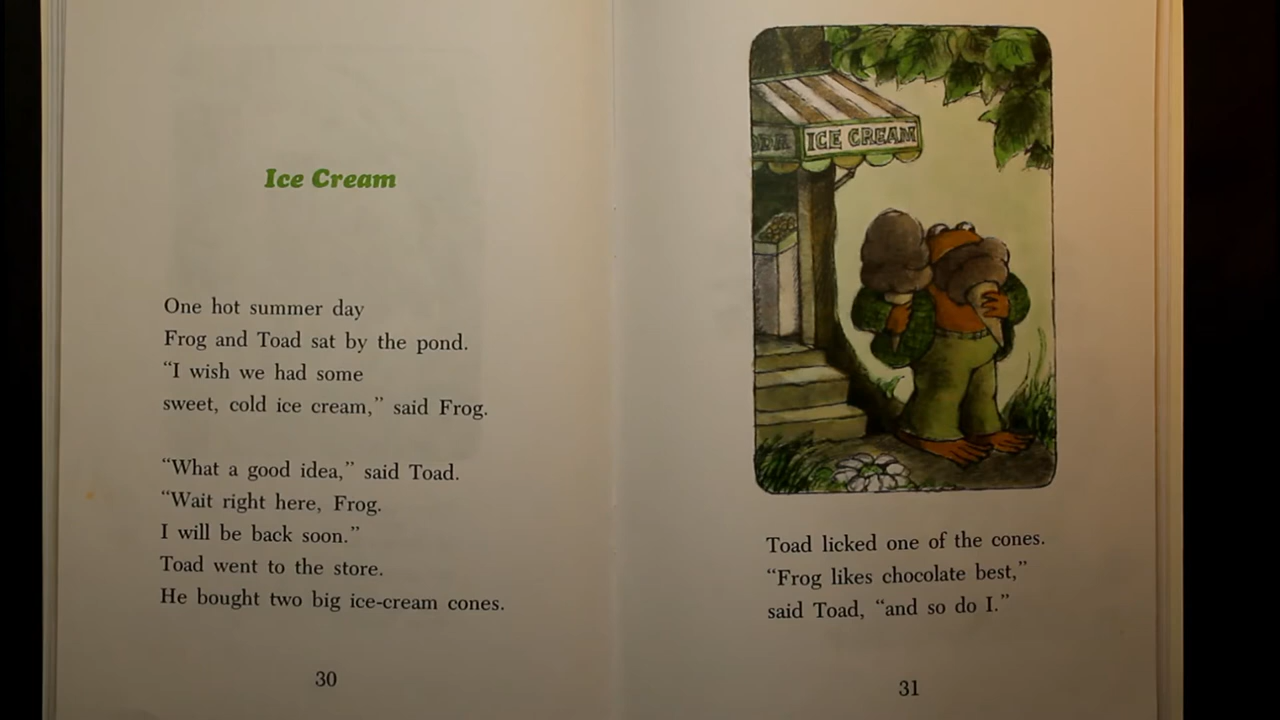 Ice Cream
One hot summer day
Frog and Toad sat by the pond.
“I wish we had some
sweet, cold ice cream,” said Frog.
“What a good idea,” said Toad.
“Wait right here, Frog.
I will be back soon.”
Toad went to the store.
He bought two big ice-cream cones.
30
ICE CREAM
Toad licked one of the cones.
“Frog likes chocolate best,”
said Toad, “and so do I.”
31